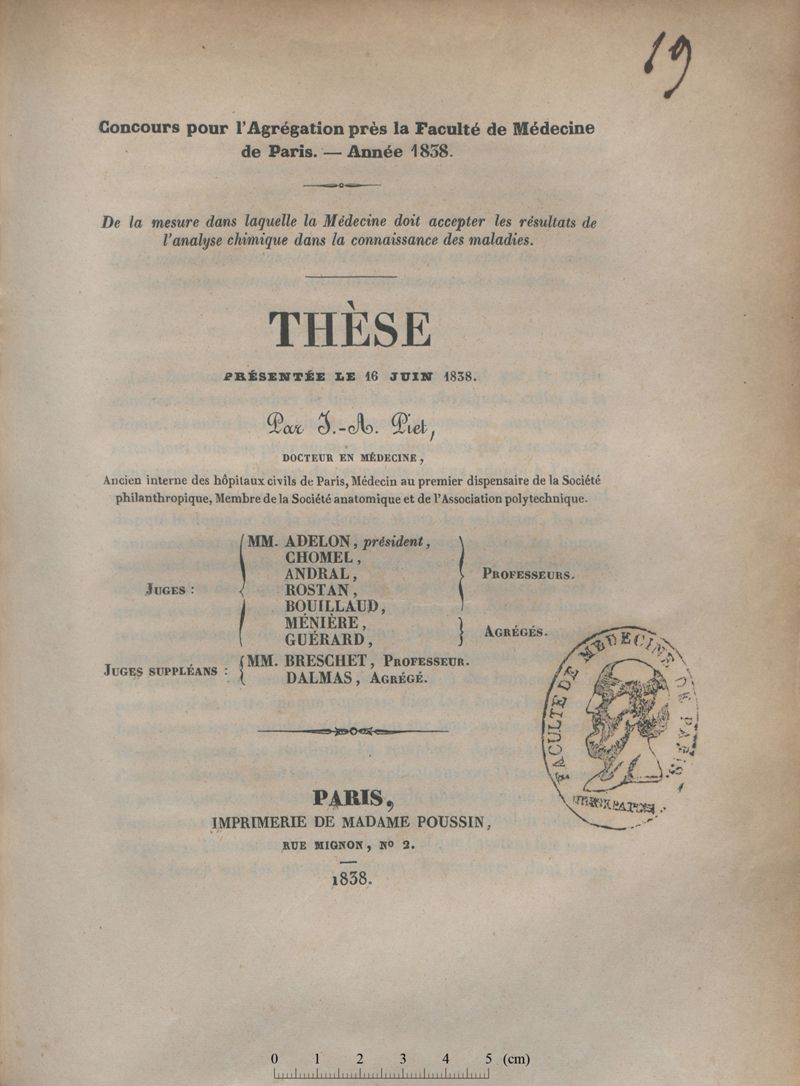 19
Concours pour l'Agrégation près la Faculté de Médecine
de Paris. — Année 1838.
De la mesure dans laquelle la Médecine doit accepter les résultats de
l'analyse chimique dans la connaissance des maladies.
THÈSE
PRÉSENTÉE LE 16 JUIN 1838.
Par J.-A. Piet,
DOCTEUR EN MÉDECINE,
Ancien interne des hôpitaux civils de Paris, Médecin au premier dispensaire de la Société
philanthropique, Membre de la Société anatomique et de l'Association polytechnique.
JUGES :
MM. ADELON, président,
CHOMEL,
ANDRAL,
ROSTAN,
BOUILLAUD,
PROFESSEURS.
MÉNIÈRE,
GUÉRARD,
AGRÉGÉS.
JUGES SUPPLÉANS :
MM. BRESCHET, PROFESSEUR.
DALMAS, AGRÉGÉ.
FACULTÉ DE MEDECINE DE PARIS
PARIS,
IMPRIMERIE DE MADAME POUSSIN,
RUE MIGNON, No 2.
1838.
0 1 2 3 4 5 (cm)